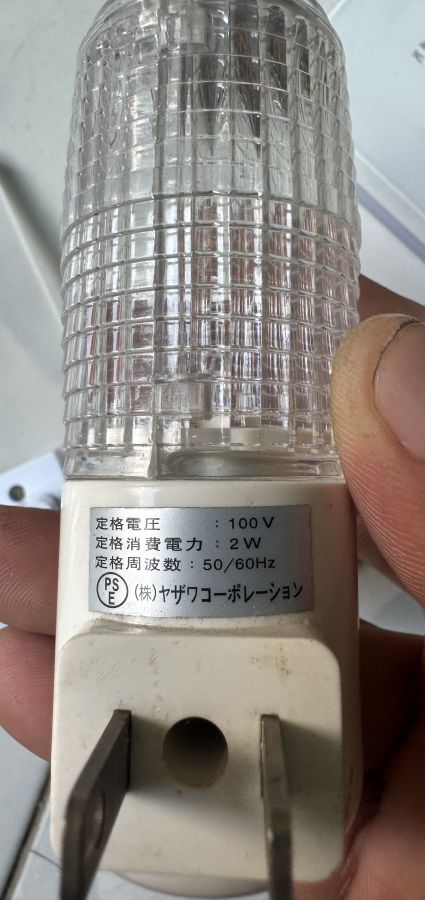 定格電圧 : 100V
定格消費電力 : 2W
定格周波数 : 50/60Hz
PS
E (株)ヤザワコーポレーション